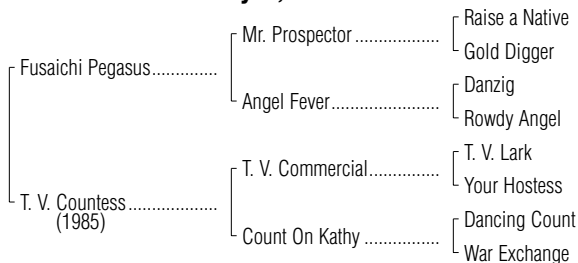 Raise a Native
Mr. Prospector ..................
Gold Digger
Fusaichi Pegasus..............
Danzig
Angel Fever.......................
Rowdy Angel
T. V. Lark
T. V. Commercial...............
Your Hostess
T. V. Countess ...................
(1985)
Dancing Count
Count On Kathy ................
War Exchange